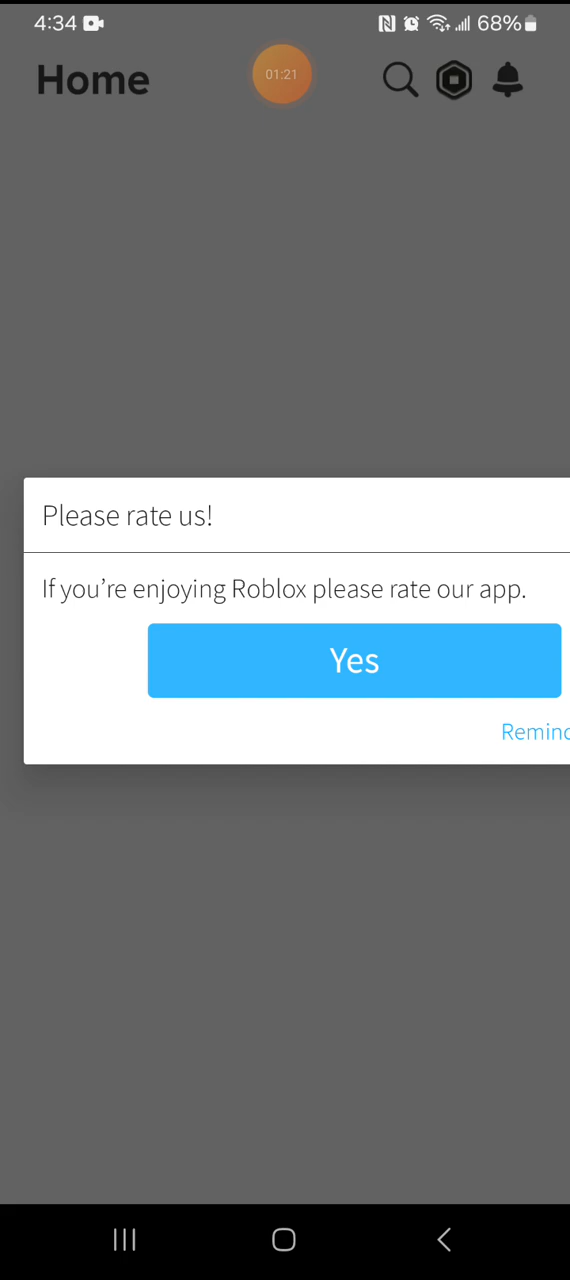 4:34 68%
Home 01:21
Please rate us!
If you’re enjoying Roblox please rate our app.
Yes
Remind